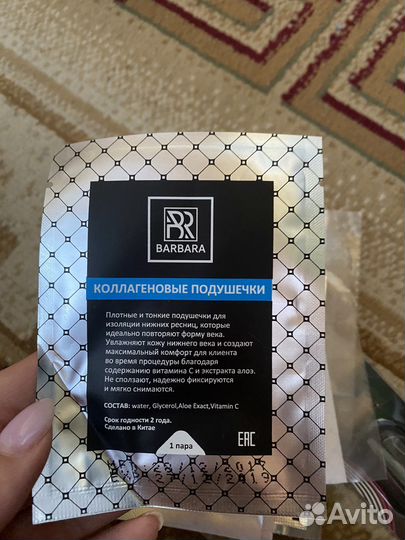 BR
BARBARA
КОЛЛАГЕНОВЫЕ ПОДУШЕЧКИ
Плотные и тонкие подушечки для
изоляции нижних ресниц, которые
идеально повторяют форму века.
Увлажняют кожу нижнего века и создают
максимальный комфорт для клиента
во время процедуры благодаря
содержанию витамина С и экстракта алоэ.
Не сползают, надежно фиксируются
и мягко снимаются.
СОСТАВ: water, Glycerol,Aloe Exact,Vitamin C
Срок годности 2 года.
Сделано в Китае
1 пара
EAC
Avito